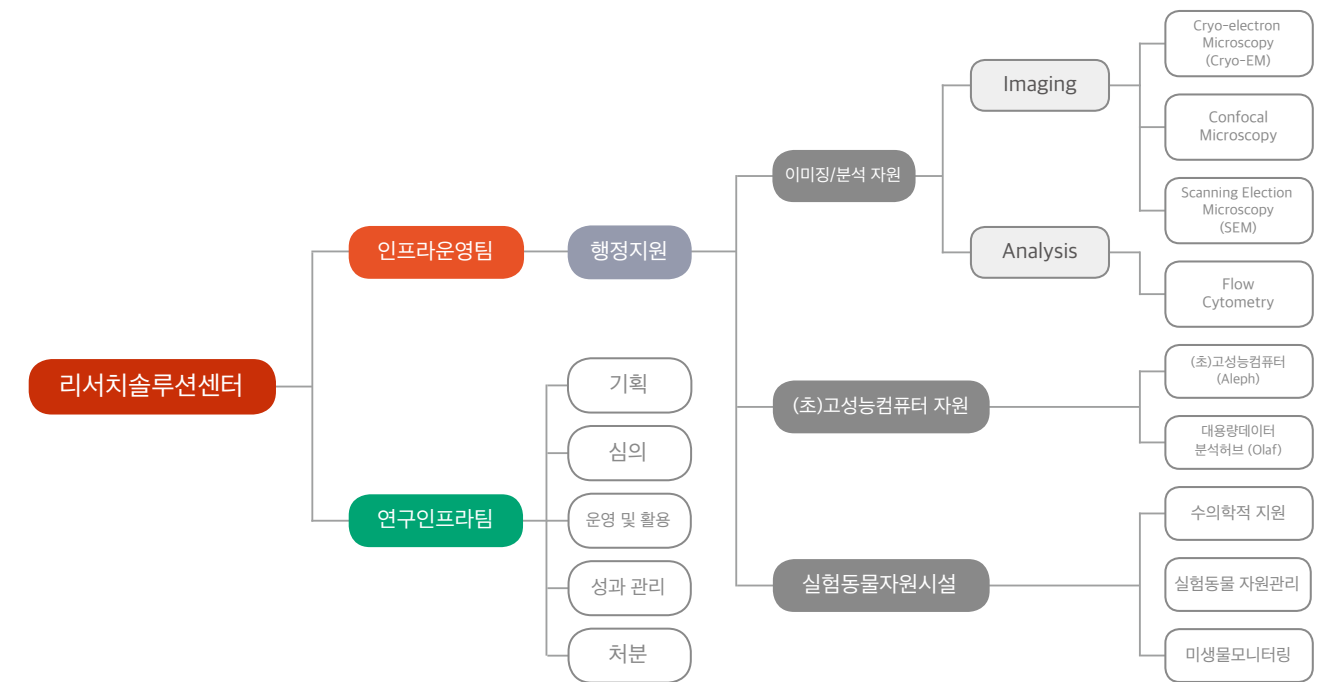 리서치솔루션센터
인프라운영팀
행정지원
이미징/분석 자원
Imaging
Cryo-electron
Microscopy
(Cryo-EM)
Confocal
Microscopy
Scanning Election
Microscopy
(SEM)
Analysis
Flow
Cytometry
(초)고성능컴퓨터 자원
(초)고성능컴퓨터
(Aleph)
대용량데이터
분석허브 (Olaf)
실험동물자원시설
수의학적 지원
실험동물 자원관리
미생물모니터링
연구인프라팀
기획
심의
운영 및 활용
성과 관리
처분